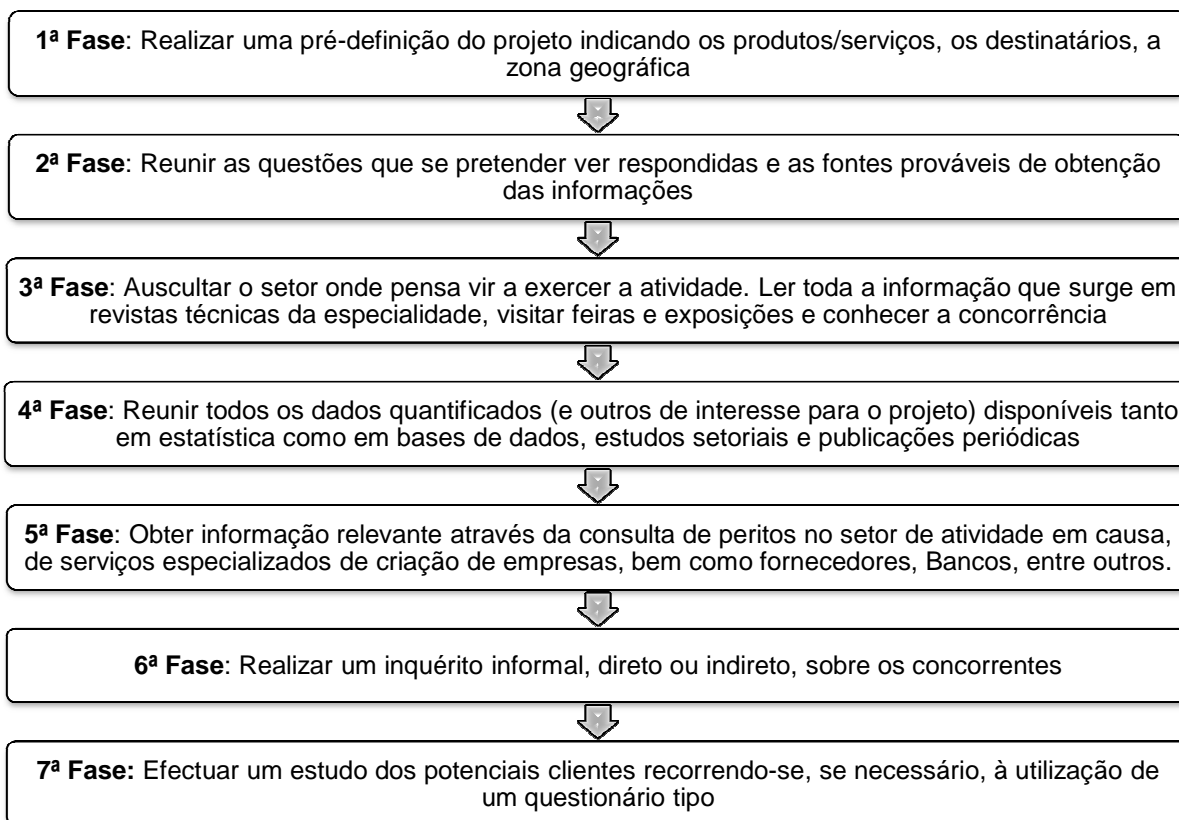 1ª Fase: Realizar uma pré-definição do projeto indicando os produtos/serviços, os destinatários, a
zona geográfica
2ª Fase: Reunir as questões que se pretender ver respondidas e as fontes prováveis de obtenção
das informações
3ª Fase: Auscultar o setor onde pensa vir a exercer a atividade. Ler toda a informação que surge em
revistas técnicas da especialidade, visitar feiras e exposições e conhecer a concorrência
4ª Fase: Reunir todos os dados quantificados (e outros de interesse para o projeto) disponíveis tanto
em estatística como em bases de dados, estudos setoriais e publicações periódicas
5ª Fase: Obter informação relevante através da consulta de peritos no setor de atividade em causa,
de serviços especializados de criação de empresas, bem como fornecedores, Bancos, entre outros.
6ª Fase: Realizar um inquérito informal, direto ou indireto, sobre os concorrentes
7ª Fase: Efectuar um estudo dos potenciais clientes recorrendo-se, se necessário, à utilização de
um questionário tipo